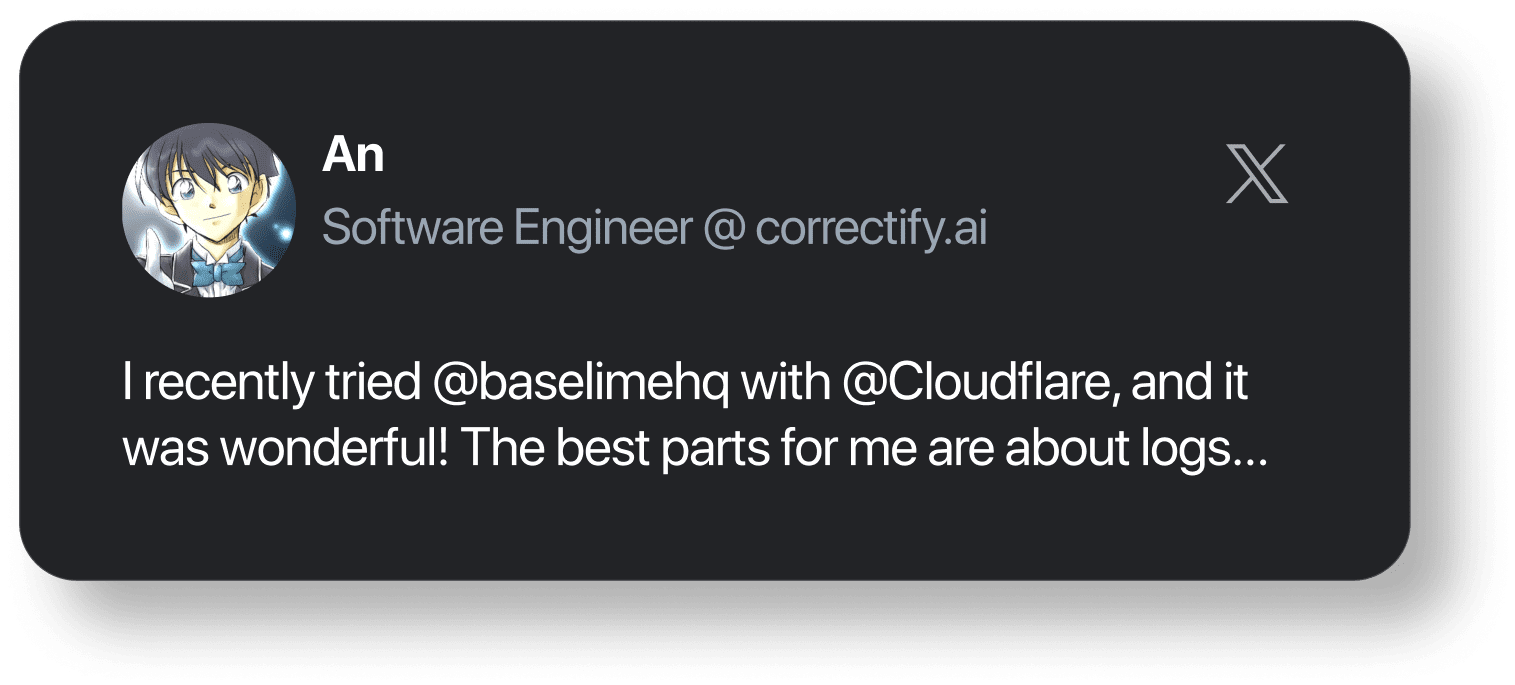 An
Software Engineer @ correctify.ai
I recently tried @baselimehq with @Cloudflare, and it
was wonderful! The best parts for me are about logs...